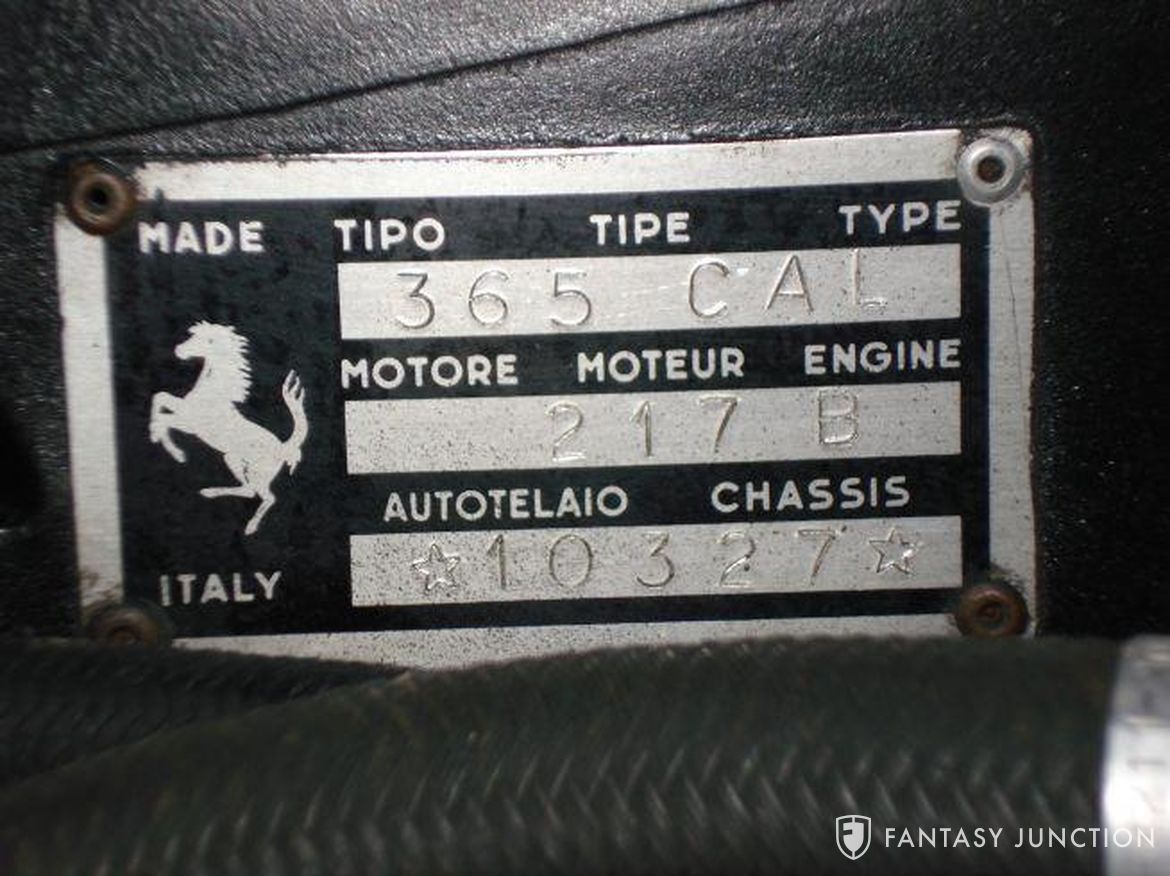 MADE TIPO TIPE TYPE
365 CAL
MOTORE MOTEUR ENGINE
217 B
AUTOTELAIO CHASSIS
☆10327☆
ITALY
FANTASY JUNCTION